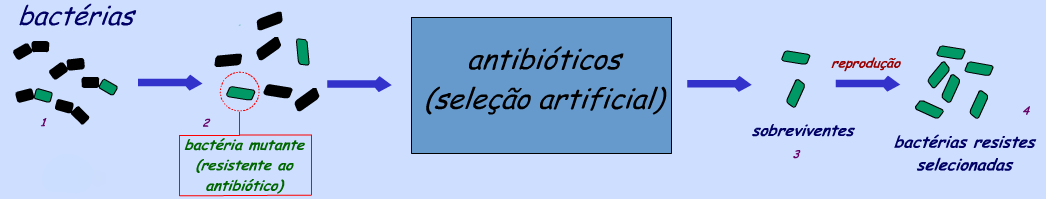 bactérias
1
2
bactéria mutante
(resistente ao
antibiótico)
antibióticos
(seleção artificial)
sobreviventes
3
reprodução
4
bactérias resistes
selecionadas